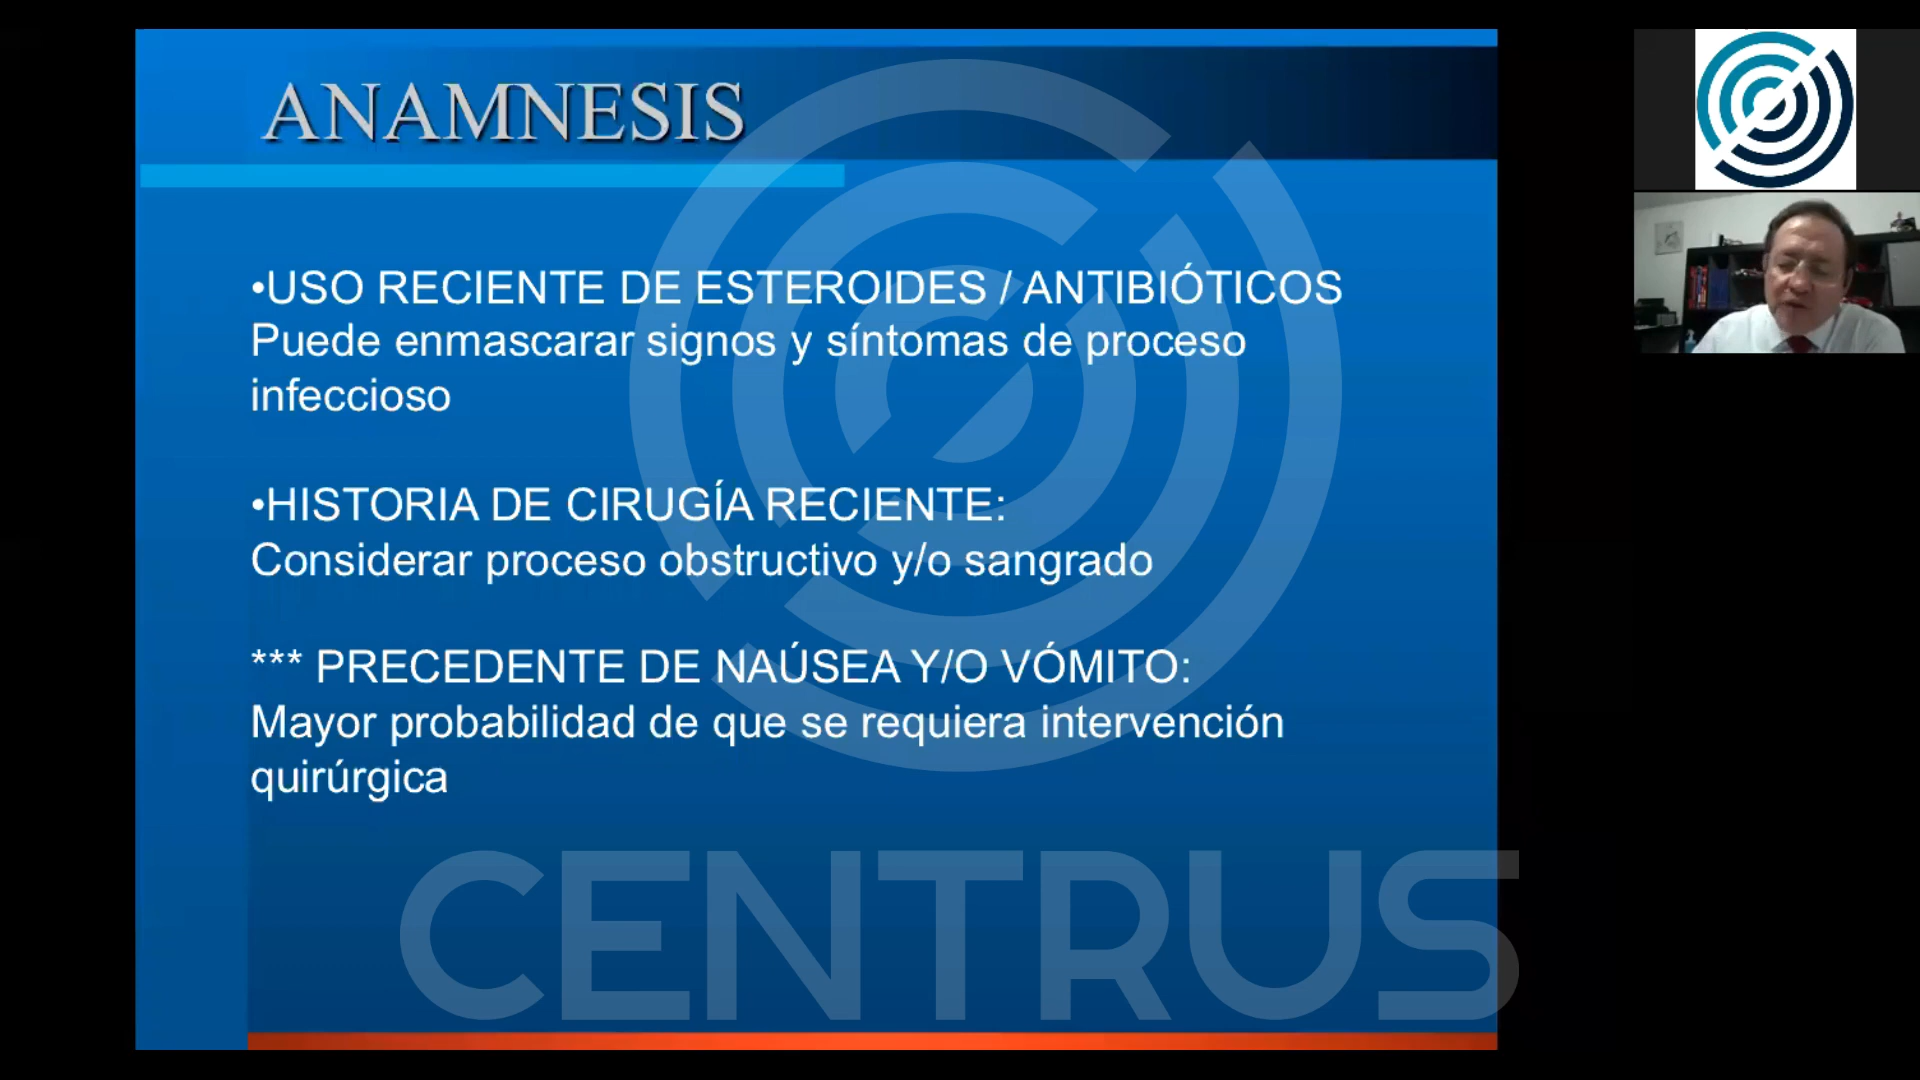 ANAMNESIS
•USO RECIENTE DE ESTEROIDES / ANTIBIÓTICOS
Puede enmascarar signos y síntomas de proceso
infeccioso
•HISTORIA DE CIRUGÍA RECIENTE:
Considerar proceso obstructivo y/o sangrado
*** PRECEDENTE DE NAÚSEA Y/O VÓMITO:
Mayor probabilidad de que se requiera intervención
quirúrgica
CENTRUS